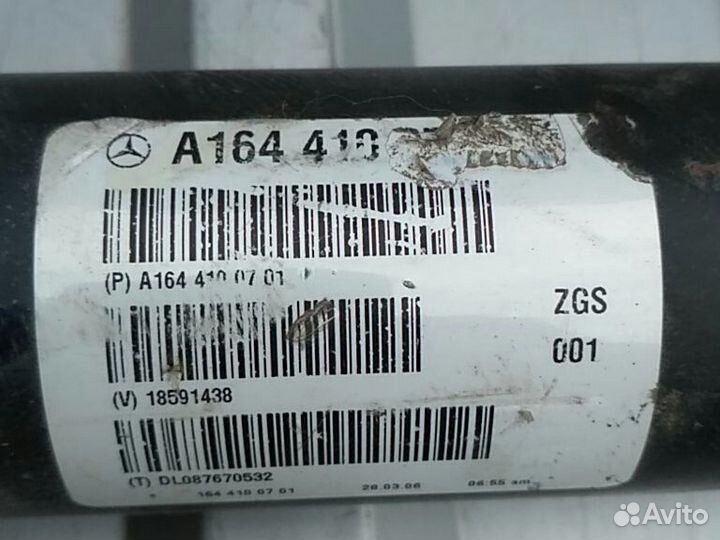 A164 410
(P) A164 410 07 01
ZGS
001
(V) 18591438
(T) DL087670532
164 410 07 01 28.03.06 06:55 am
Avito